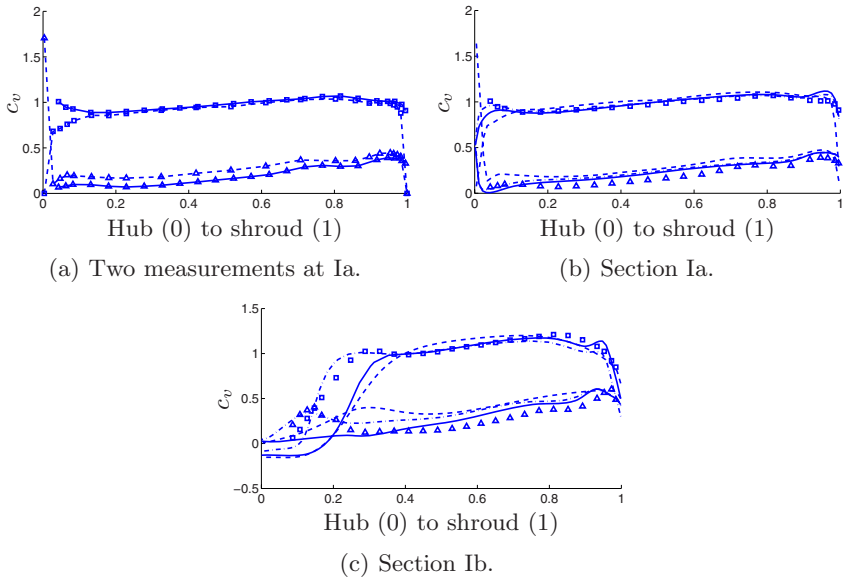 2
1.5
1
0.5
0
c_v
0 0.2 0.4 0.6 0.8 1
Hub (0) to shroud (1)
(a) Two measurements at Ia.
2
1.5
1
0.5
0
c_v
0 0.2 0.4 0.6 0.8 1
Hub (0) to shroud (1)
(b) Section Ia.
1.5
1
0.5
0
−0.5
c_v
0 0.2 0.4 0.6 0.8 1
Hub (0) to shroud (1)
(c) Section Ib.